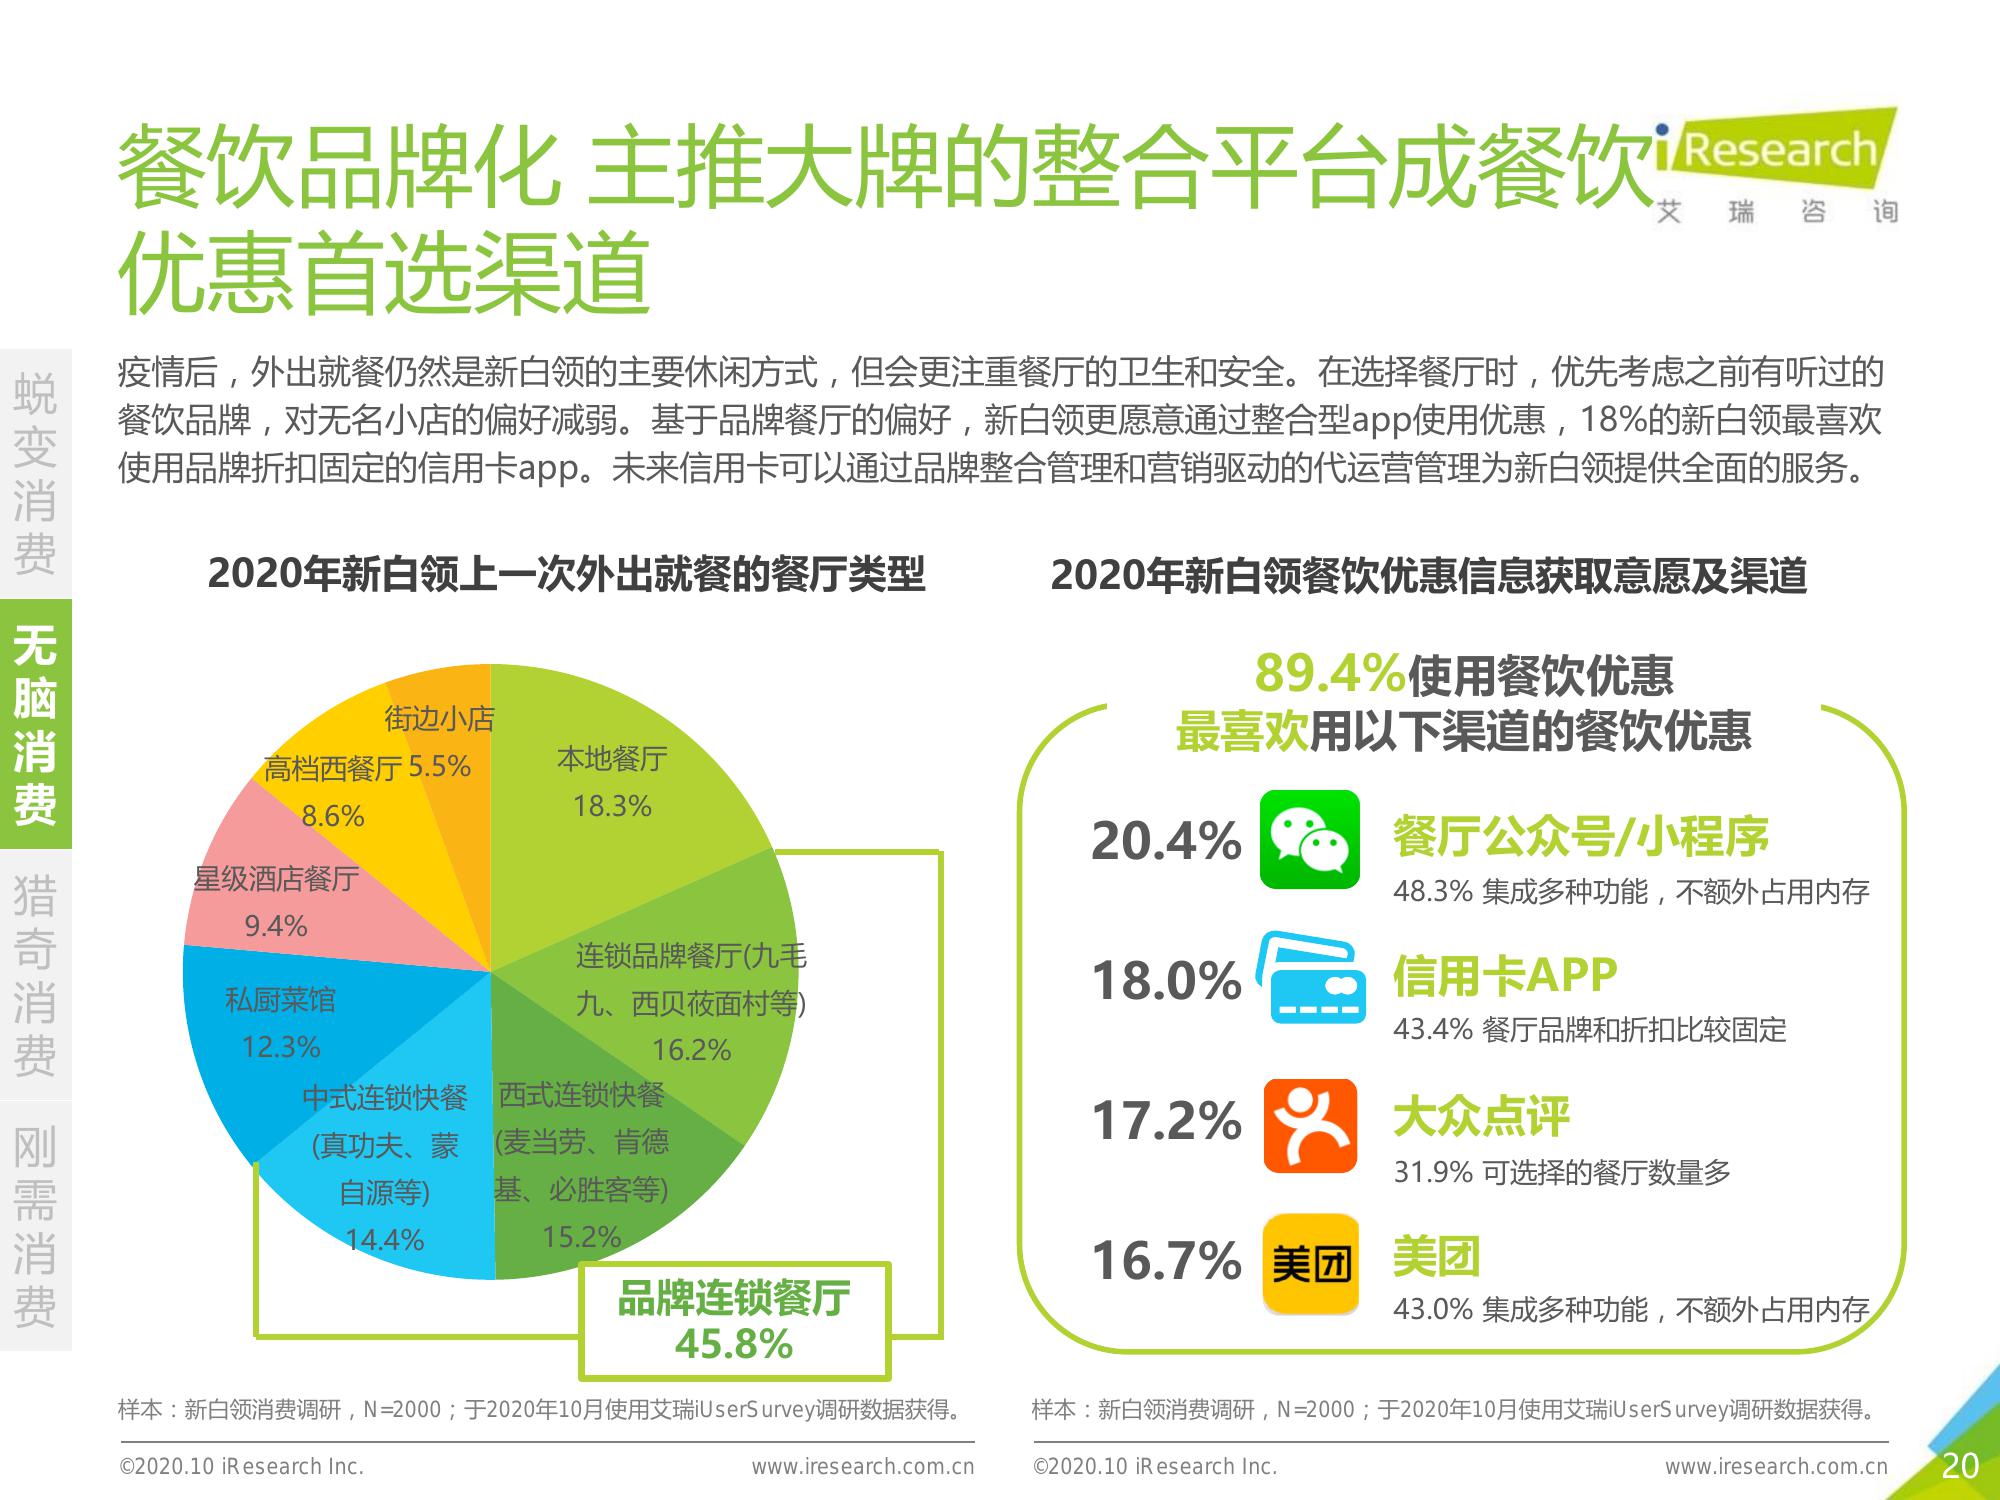 餐饮品牌化 主推大牌的整合平台成餐饮
优惠首选渠道
iResearch
艾瑞咨询
疫情后，外出就餐仍然是新白领的主要休闲方式，但会更注重餐厅的卫生和安全。在选择餐厅时，优先考虑之前有听过的
餐饮品牌，对无名小店的偏好减弱。基于品牌餐厅的偏好，新白领更愿意通过整合型app使用优惠，18%的新白领最喜欢
使用品牌折扣固定的信用卡app。未来信用卡可以通过品牌整合管理和营销驱动的代运营管理为新白领提供全面的服务。
蜕变消费
无脑消费
猎奇消费
刚需消费
2020年新白领上一次外出就餐的餐厅类型
街边小店
5.5%
本地餐厅
18.3%
高档西餐厅
8.6%
星级酒店餐厅
9.4%
连锁品牌餐厅(九毛
九、西贝莜面村等)
16.2%
私厨菜馆
12.3%
中式连锁快餐
(真功夫、蒙
自源等)
14.4%
西式连锁快餐
(麦当劳、肯德
基、必胜客等)
15.2%
品牌连锁餐厅
45.8%
样本：新白领消费调研，N=2000；于2020年10月使用艾瑞iUserSurvey调研数据获得。
©2020.10 iResearch Inc.
www.iresearch.com.cn
2020年新白领餐饮优惠信息获取意愿及渠道
89.4%使用餐饮优惠
最喜欢用以下渠道的餐饮优惠
20.4%
餐厅公众号/小程序
48.3% 集成多种功能，不额外占用内存
18.0%
信用卡APP
43.4% 餐厅品牌和折扣比较固定
17.2%
大众点评
31.9% 可选择的餐厅数量多
16.7%
美团
美团
43.0% 集成多种功能，不额外占用内存
样本：新白领消费调研，N=2000；于2020年10月使用艾瑞iUserSurvey调研数据获得。
©2020.10 iResearch Inc.
www.iresearch.com.cn
20